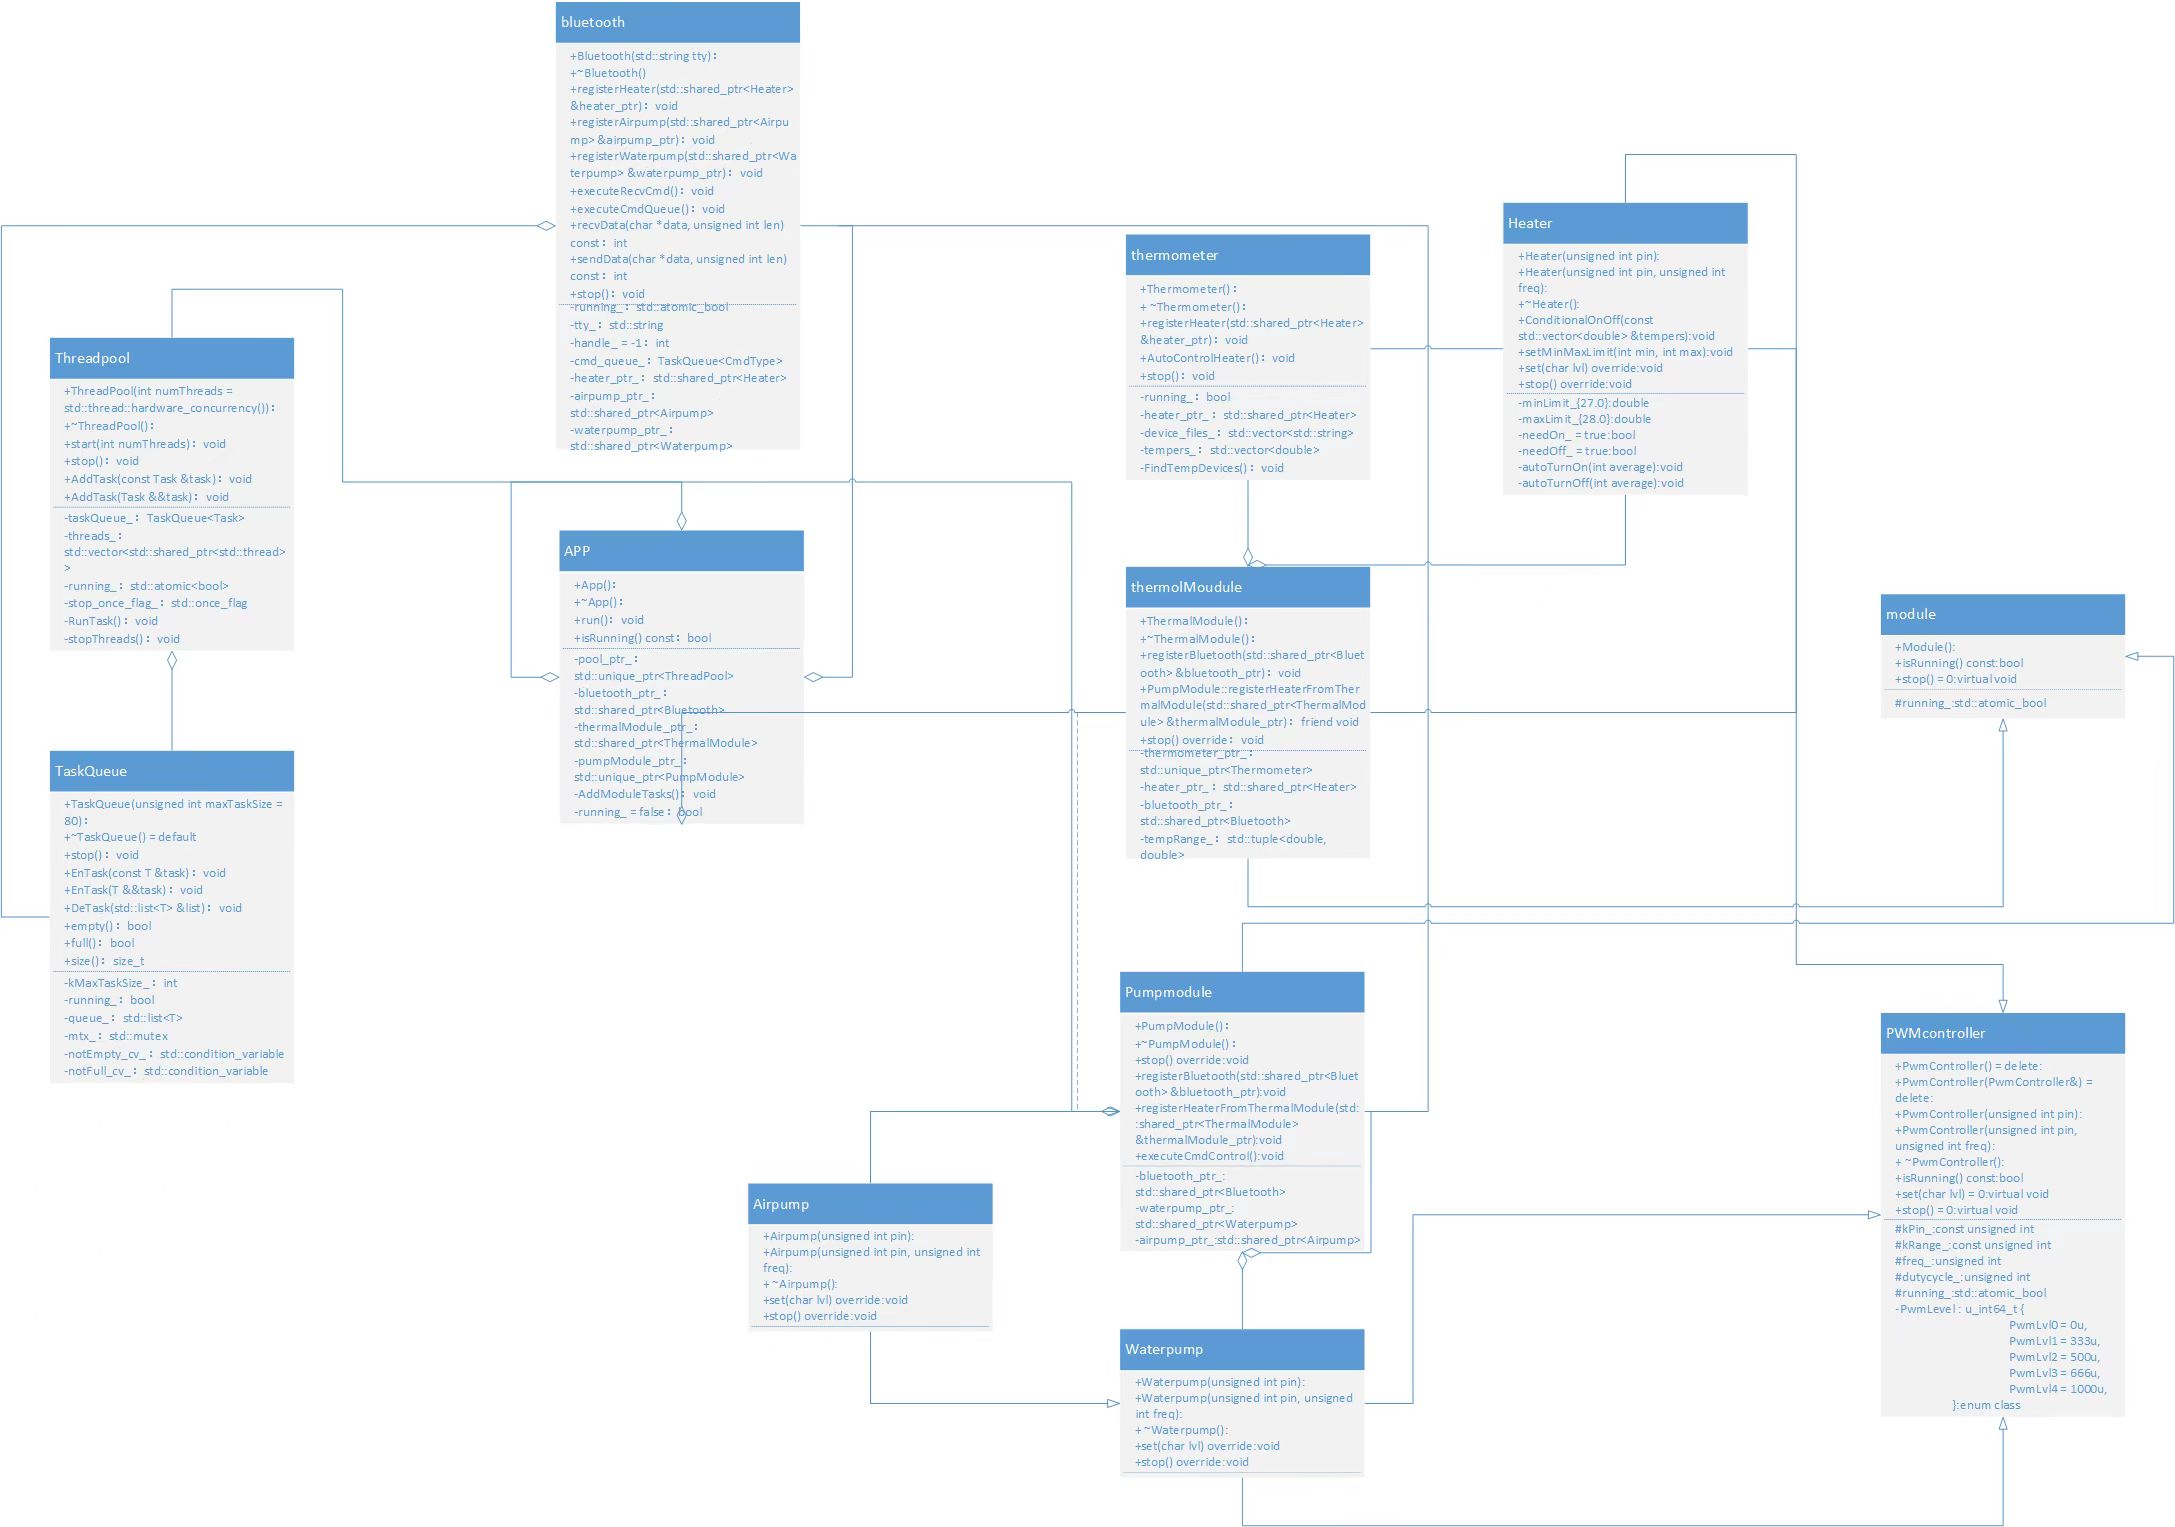 bluetooth
+Bluetooth(std::string tty):
+~Bluetooth()
+registerHeater(std::shared_ptr<Heater>
&heater_ptr): void
+registerAirpump(std::shared_ptr<Airpu
mp> &airpump_ptr): void
+registerWaterpump(std::shared_ptr<Wa
terpump> &waterpump_ptr): void
+executeRecvCmd(): void
+executeCmdQueue(): void
+recvData(char *data, unsigned int len)
const: int
+sendData(char *data, unsigned int len)
const: int
+stop(): void
-running_: std::atomic_bool
-tty_: std::string
-handle_ = -1: int
-cmd_queue_: TaskQueue<CmdType>
-heater_ptr_: std::shared_ptr<Heater>
-airpump_ptr_:
std::shared_ptr<Airpump>
-waterpump_ptr_:
std::shared_ptr<Waterpump>
Heater
+Heater(unsigned int pin):
+Heater(unsigned int pin, unsigned int
freq):
+~Heater():
+ConditionalOnOff(const
std::vector<double> &tempers):void
+setMinMaxLimit(int min, int max):void
+set(char lvl) override:void
+stop() override:void
-minLimit_{27.0}:double
-maxLimit_{28.0}:double
-needOn_ = true:bool
-needOff_ = true:bool
-autoTurnOn(int average):void
-autoTurnOff(int average):void
thermometer
+Thermometer():
+ ~Thermometer():
+registerHeater(std::shared_ptr<Heater>
&heater_ptr): void
+AutoControlHeater(): void
+stop(): void
-running_: bool
-heater_ptr_: std::shared_ptr<Heater>
-device_files_: std::vector<std::string>
-tempers_: std::vector<double>
-FindTempDevices(): void
Threadpool
+ThreadPool(int numThreads =
std::thread::hardware_concurrency()):
+~ThreadPool():
+start(int numThreads): void
+stop(): void
+AddTask(const Task &task): void
+AddTask(Task &&task): void
-taskQueue_: TaskQueue<Task>
-threads_:
std::vector<std::shared_ptr<std::thread>
>
-running_: std::atomic<bool>
-stop_once_flag_: std::once_flag
-RunTask(): void
-stopThreads(): void
APP
+App():
+~App():
+run(): void
+isRunning() const: bool
-pool_ptr_:
std::unique_ptr<ThreadPool>
-bluetooth_ptr_:
std::shared_ptr<Bluetooth>
-thermalModule_ptr_:
std::shared_ptr<ThermalModule>
-pumpModule_ptr_:
std::unique_ptr<PumpModule>
-AddModuleTasks(): void
-running_ = false: bool
thermolMoudule
+ThermalModule():
+~ThermalModule():
+registerBluetooth(std::shared_ptr<Bluet
ooth> &bluetooth_ptr): void
+PumpModule::registerHeaterFromTher
malModule(std::shared_ptr<ThermalMod
ule> &thermalModule_ptr): friend void
+stop() override: void
-thermometer_ptr_:
std::unique_ptr<Thermometer>
-heater_ptr_: std::shared_ptr<Heater>
-bluetooth_ptr_:
std::shared_ptr<Bluetooth>
-tempRange_: std::tuple<double,
double>
module
+Module():
+isRunning() const:bool
+stop() = 0:virtual void
#running_:std::atomic_bool
TaskQueue
+TaskQueue(unsigned int maxTaskSize =
80):
+~TaskQueue() = default
+stop(): void
+EnTask(const T &task): void
+EnTask(T &&task): void
+DeTask(std::list<T> &list): void
+empty(): bool
+full(): bool
+size(): size_t
-kMaxTaskSize_: int
-running_: bool
-queue_: std::list<T>
-mtx_: std::mutex
-notEmpty_cv_: std::condition_variable
-notFull_cv_: std::condition_variable
Pumpmodule
+PumpModule():
+~PumpModule():
+stop() override:void
+registerBluetooth(std::shared_ptr<Bluet
ooth> &bluetooth_ptr):void
+registerHeaterFromThermalModule(std:
:shared_ptr<ThermalModule>
&thermalModule_ptr):void
+executeCmdControl():void
-bluetooth_ptr_:
std::shared_ptr<Bluetooth>
-waterpump_ptr_:
std::shared_ptr<Waterpump>
-airpump_ptr_:std::shared_ptr<Airpump>
PWMcontroller
+PwmController() = delete:
+PwmController(PwmController&) =
delete:
+PwmController(unsigned int pin):
+PwmController(unsigned int pin,
unsigned int freq):
+ ~PwmController():
+isRunning() const:bool
+set(char lvl) = 0:virtual void
+stop() = 0:virtual void
#kPin_:const unsigned int
#kRange_:const unsigned int
#freq_:unsigned int
#dutycycle_:unsigned int
#running_:std::atomic_bool
-PwmLevel : u_int64_t {
PwmLvl0 = 0u,
PwmLvl1 = 333u,
PwmLvl2 = 500u,
PwmLvl3 = 666u,
PwmLvl4 = 1000u,
}:enum class
Airpump
+Airpump(unsigned int pin):
+Airpump(unsigned int pin, unsigned int
freq):
+ ~Airpump():
+set(char lvl) override:void
+stop() override:void
Waterpump
+Waterpump(unsigned int pin):
+Waterpump(unsigned int pin, unsigned
int freq):
+ ~Waterpump():
+set(char lvl) override:void
+stop() override:void